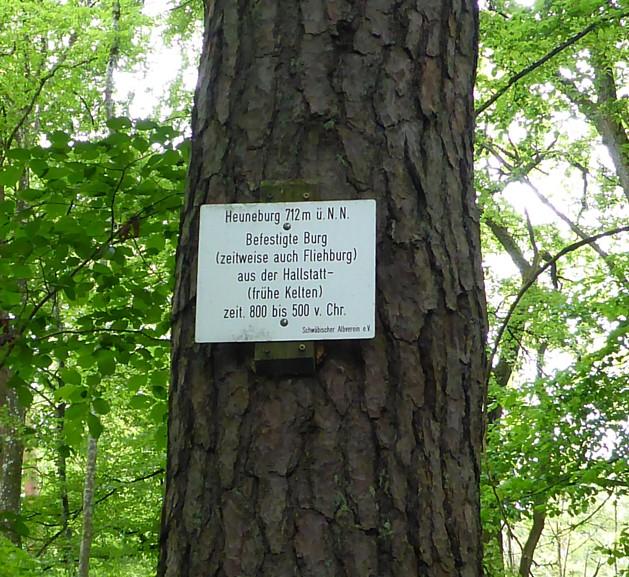 Heuneburg 712m ü. N. N.
Befestigte Burg
(zeitweise auch Fliehburg)
aus der Hallstatt-
(frühe Kelten)
zeit. 800 bis 500 v. Chr.
Schwäbischer Albverein e.V.